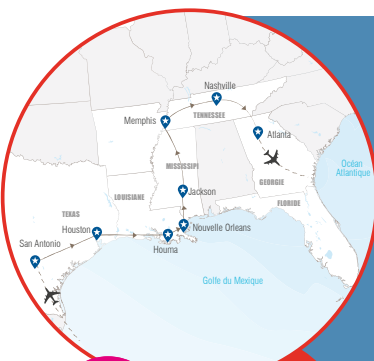 Nashville
Memphis
TENNESSEE
Atlanta
Océan
Atlantique
MISSISSIPI
GEORGIE
Jackson
LOUISIANE
FLORIDE
TEXAS
Houston
Nouvelle Orleans
San Antonio
Houma
Golfe du Mexique